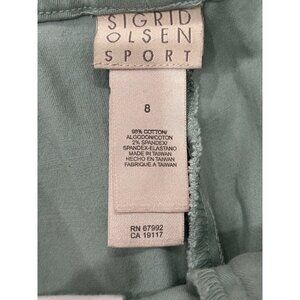 SIGRID
OLSEN
SPORT
8
98% COTTON/
ALGODON/COTON
2% SPANDEX/
SPANDEX-ELASTANO
MADE IN TAIWAN
HECHO EN TAIWAN
FABRIQUE A TAIWAN
RN 67992
CA 19117